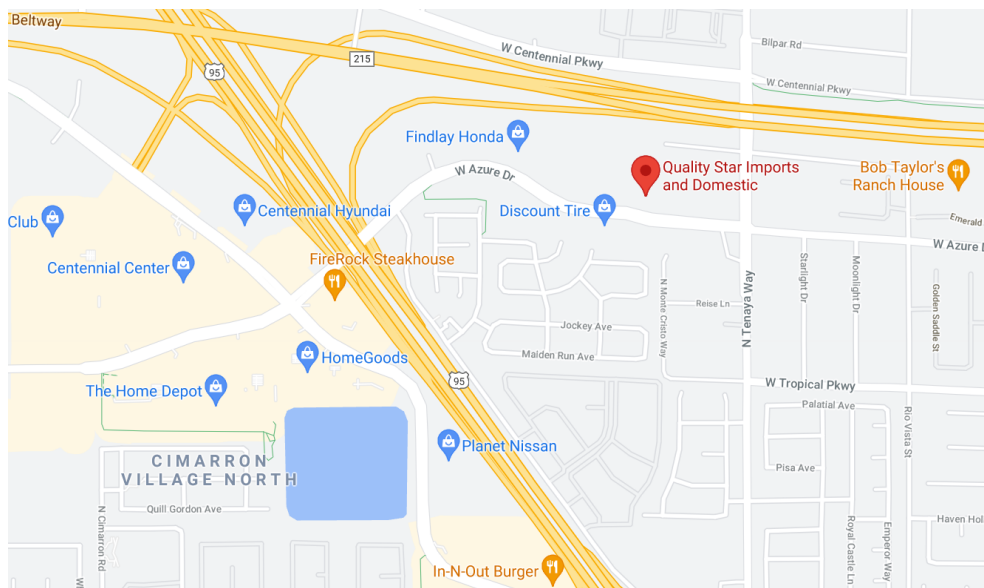 Beltway
W Centennial Pkwy
Bilpar Rd
215
95
W Centennial Pkwy
Findlay Honda
W Azure Dr
Quality Star Imports
and Domestic
Bob Taylor's
Ranch House
Club
Centennial Hyundai
Discount Tire
Emerald
W Azure D
Centennial Center
FireRock Steakhouse
Starlight Dr
Moonlight Dr
N Monte Cristo Way
Reise Ln
N Tenaya Way
Golden Saddle St
Jockey Ave
HomeGoods
Maiden Run Ave
95
The Home Depot
W Tropical Pkwy
Palatial Ave
Rio Vista St
Planet Nissan
CIMARRON
VILLAGE NORTH
Pisa Ave
Quill Gordon Ave
N Cimarron Rd
Royal Castle Ln
Emperor Way
Haven Hol
In-N-Out Burger